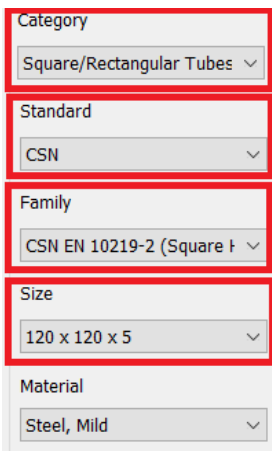 Category
Square/Rectangular Tubes
Standard
CSN
Family
CSN EN 10219-2 (Square
Size
120 x 120 x 5
Material
Steel, Mild